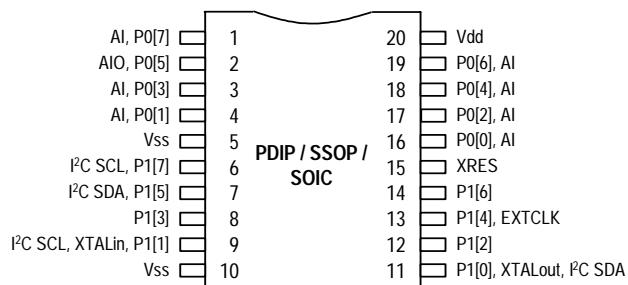 AI, P0[7] 1 20 Vdd
AIO, P0[5] 2 19 P0[6], AI
AI, P0[3] 3 18 P0[4], AI
AI, P0[1] 4 17 P0[2], AI
Vss 5 16 P0[0], AI
PDIP / SSOP /
SOIC
I²C SCL, P1[7] 6 15 XRES
I²C SDA, P1[5] 7 14 P1[6]
P1[3] 8 13 P1[4], EXTCLK
I²C SCL, XTALin, P1[1] 9 12 P1[2]
Vss 10 11 P1[0], XTALout, I²C SDA